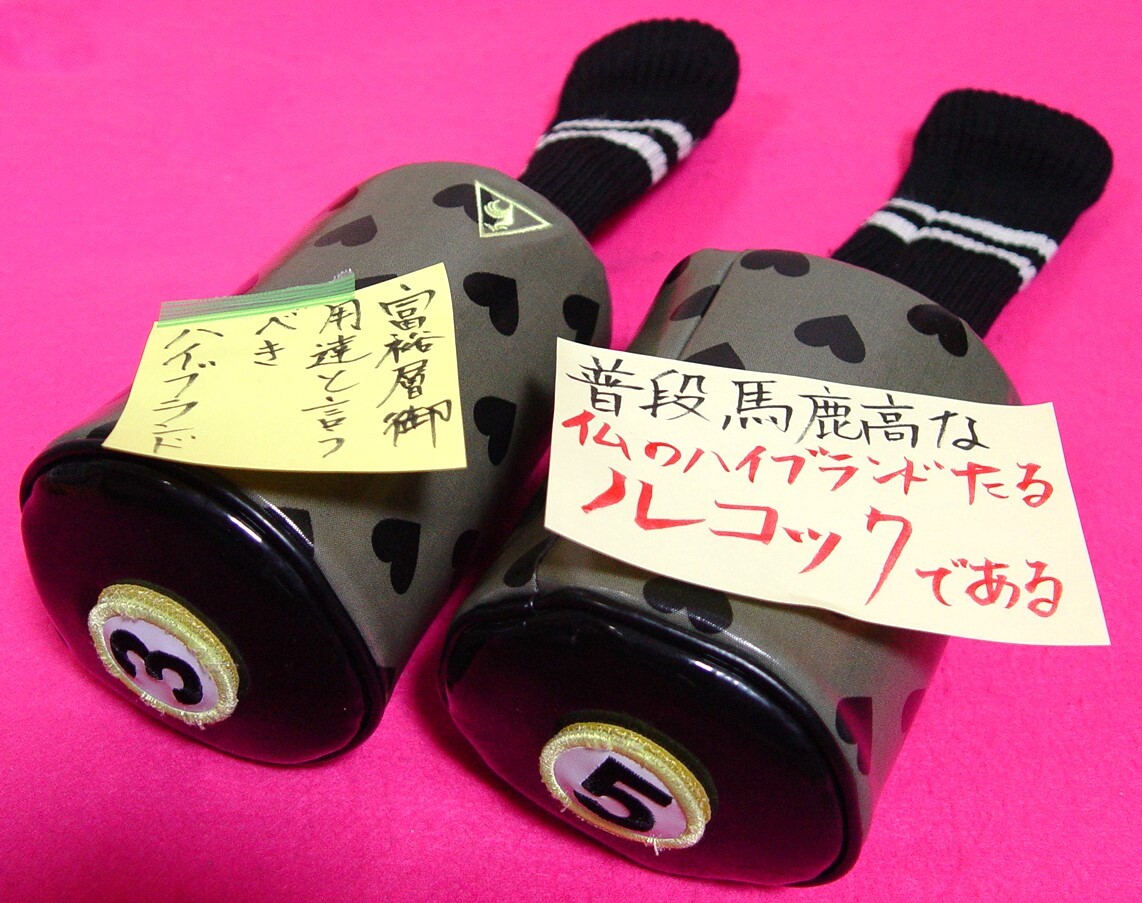 富裕層御
用達と言う
べき
ハイブランド
普段馬鹿高な
仏のハイブランドたる
ルコックである
3
5